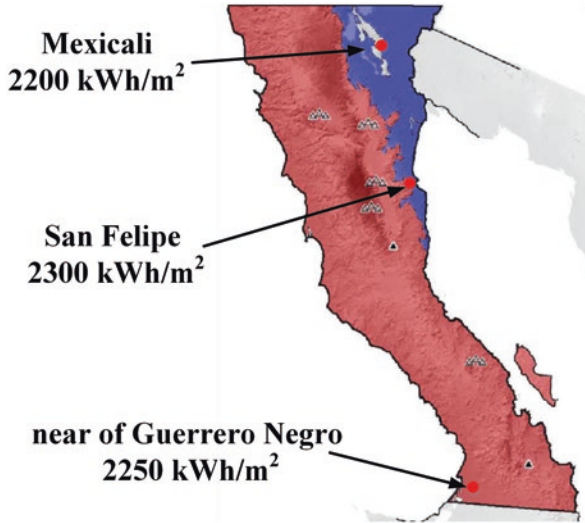 Mexicali
2200 kWh/m²
San Felipe
2300 kWh/m²
near of Guerrero Negro
2250 kWh/m²